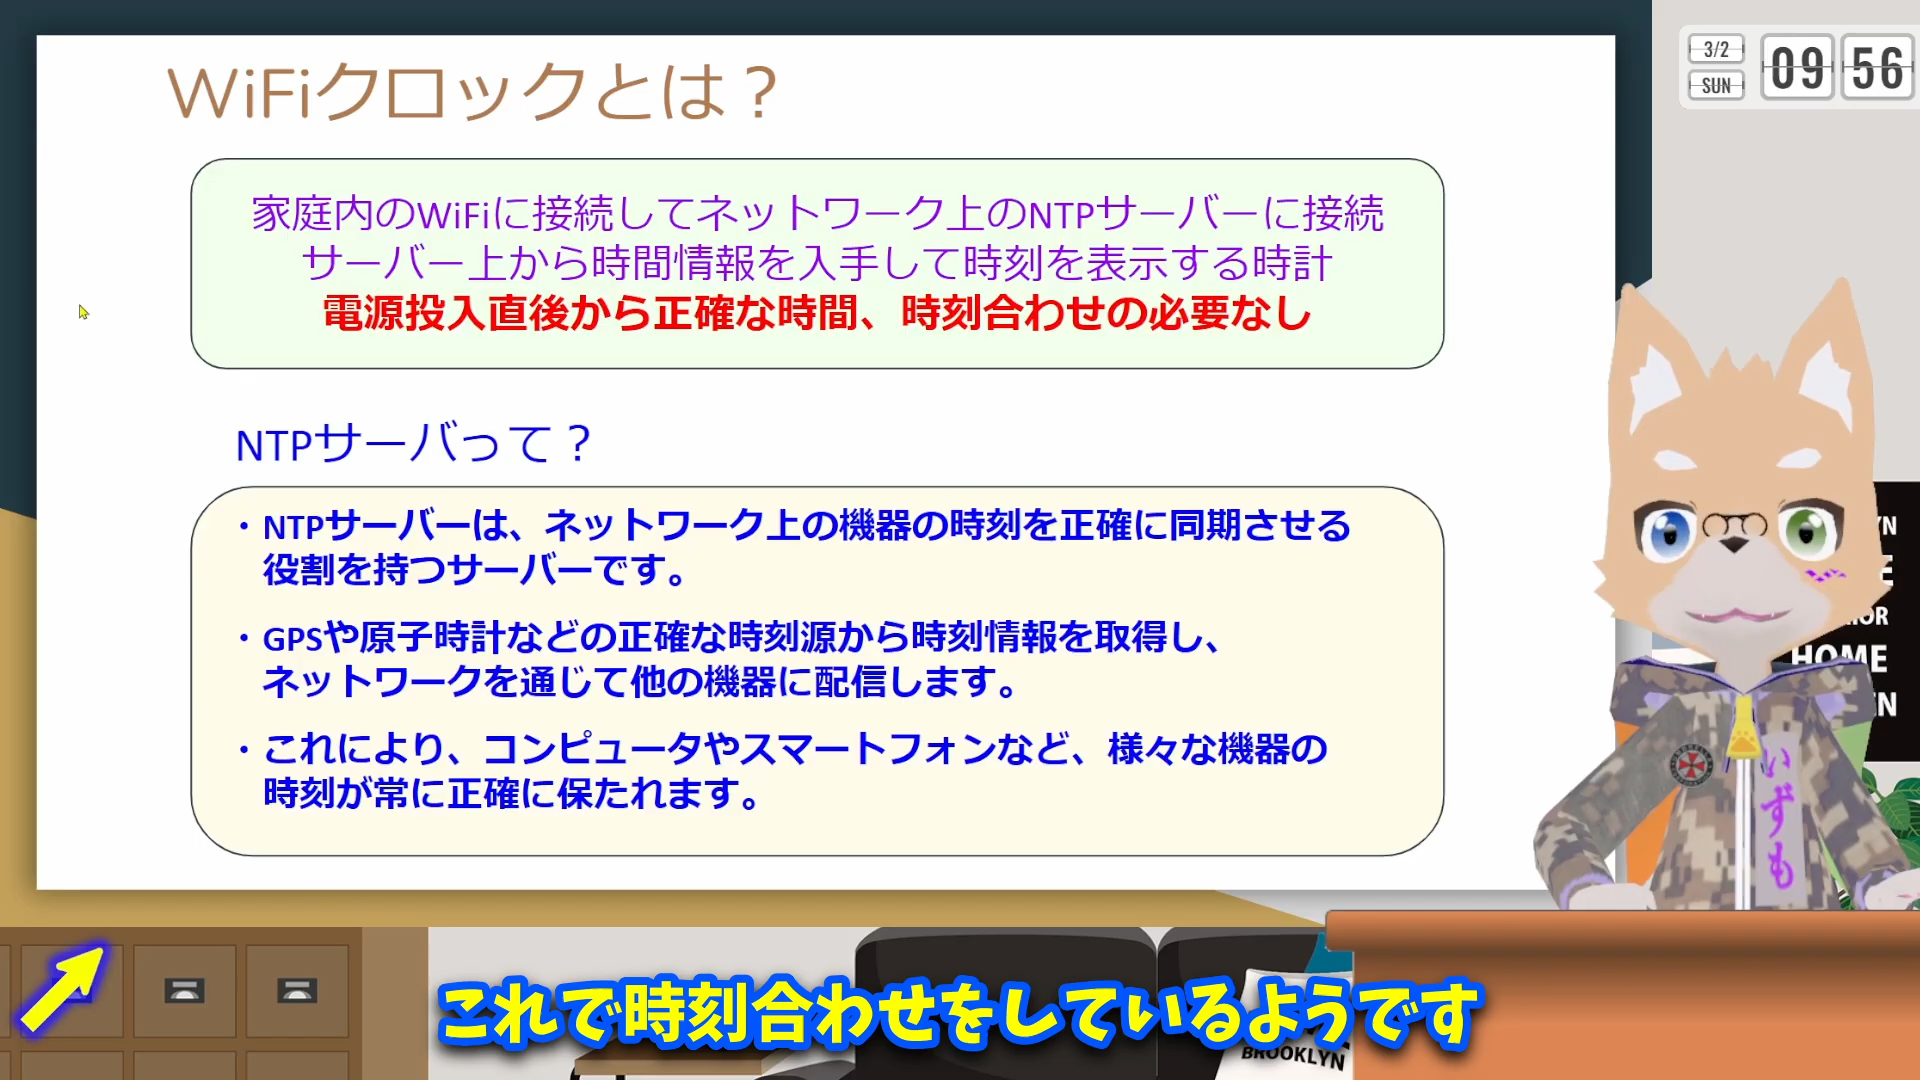 WiFiクロックとは？
家庭内のWiFiに接続してネットワーク上のNTPサーバーに接続
サーバー上から時間情報を入手して時刻を表示する時計
電源投入直後から正確な時間、時刻合わせの必要なし
NTPサーバって？
・NTPサーバーは、ネットワーク上の機器の時刻を正確に同期させる
役割を持つサーバーです。
・GPSや原子時計などの正確な時刻源から時刻情報を取得し、
ネットワークを通じて他の機器に配信します。
・これにより、コンピュータやスマートフォンなど、様々な機器の
時刻が常に正確に保たれます。
3/2
SUN
09 56
HOME
いずも
これで時刻合わせをしているようです
BROOKLYN